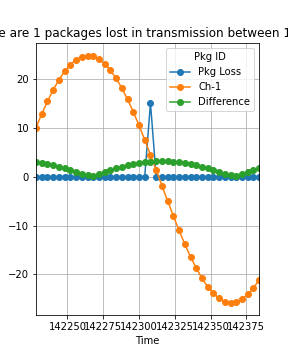 e are 1 packages lost in transmission between 1
Pkg ID
Pkg Loss
Ch-1
Difference
20
10
0
−10
−20
142250
142275
142300
142325
142350
142375
Time